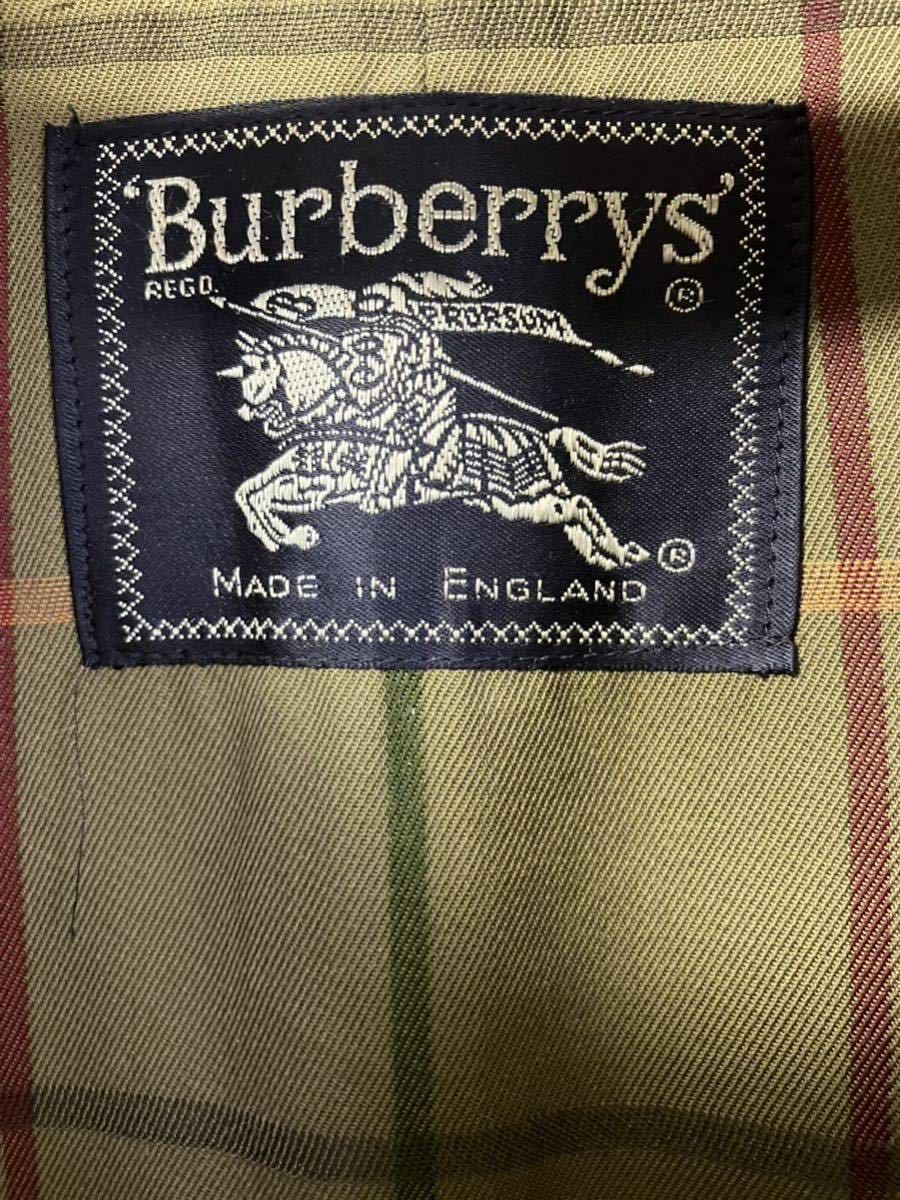 'Burberrys'
REGD. ®
PRORSUM
®
MADE IN ENGLAND